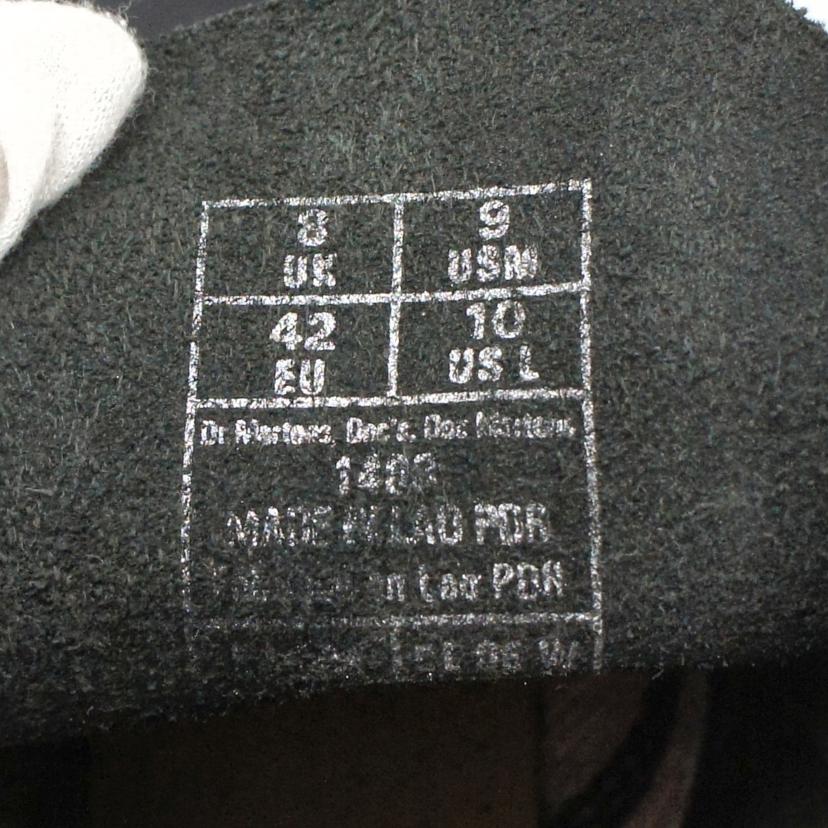 8 9
UK USM
42 10
EU US L
Dr Martens, Doc's, Doc Martens,
MADE IN LAO PDR
en Lao PDR